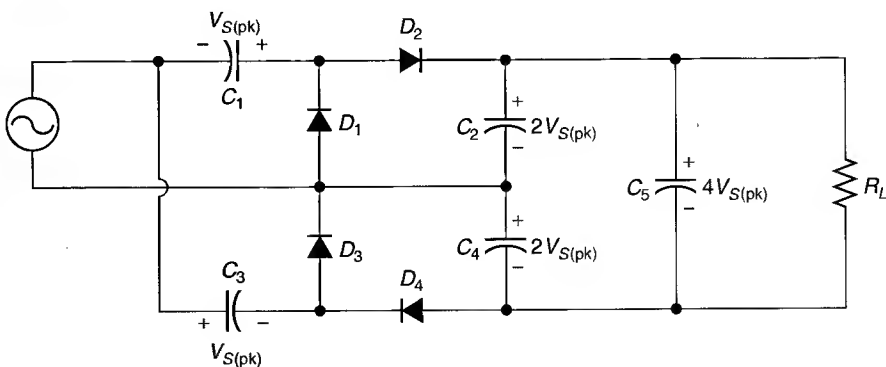 V_S(pk)
- +
C_1
D_2
D_1
+
C_2 2V_S(pk)
-
+
C_5 4V_S(pk)
-
R_L
D_3
+
C_4 2V_S(pk)
-
C_3
+ -
V_S(pk)
D_4